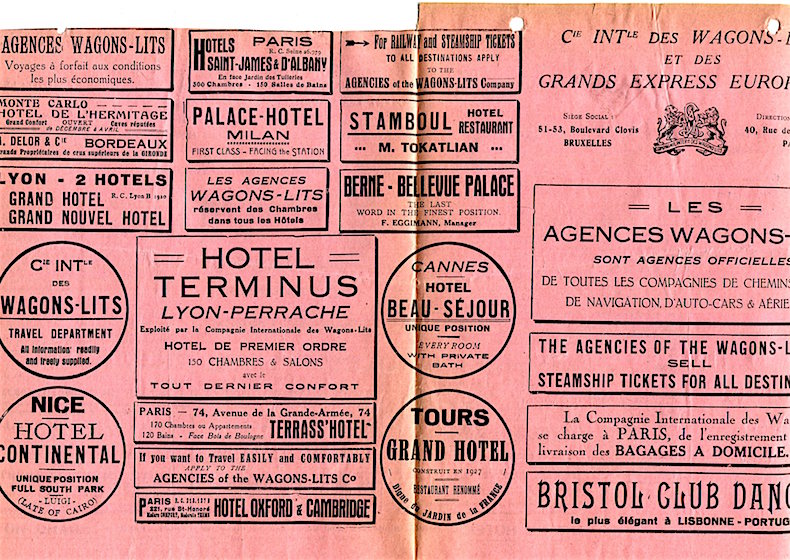 AGENCES WAGONS-LITS
Voyages à forfait aux conditions
les plus économiques.
MONTE CARLO
HOTEL DE L'HERMITAGE
Grand Confort OUVERT Caves réputées
DÉCEMBRE à AVRIL
DELOR & Cie BORDEAUX
Grands Propriétaires de crus supérieurs de la GIRONDE
LYON - 2 HOTELS
GRAND HOTEL R. C. Lyon B
GRAND NOUVEL HOTEL
HOTELS PARIS
R. C. Seine
SAINT-JAMES & D'ALBANY
En face Jardin des Tuileries
300 Chambres - 150 Salles de Bains
PALACE-HOTEL
MILAN
FIRST CLASS - FACING the STATION
LES AGENCES
WAGONS-LITS
réservent des Chambres
dans tous les Hôtels
For RAILWAY and STEAMSHIP TICKETS
TO ALL DESTINATIONS APPLY
TO THE
AGENCIES of the WAGONS-LITS Company
STAMBOUL HOTEL
RESTAURANT
M. TOKATLIAN
BERNE - BELLEVUE PALACE
THE LAST
WORD IN THE FINEST POSITION.
F. EGGIMANN, Manager
Cie INTle DES WAGONS-L
ET DES
GRANDS EXPRESS EUROP
SIÈGE SOCIAL :
51-53, Boulevard Clovis
BRUXELLES
DIRECTION
40, Rue de
PA
LES
AGENCES WAGONS-
SONT AGENCES OFFICIELLES
DE TOUTES LES COMPAGNIES DE CHEMINS
DE NAVIGATION, D'AUTO-CARS & AÉRIE
Cie INTle
DES
WAGONS-LITS
TRAVEL DEPARTMENT
All information readily
and freely supplied.
HOTEL
TERMINUS
LYON-PERRACHE
Exploité par la Compagnie Internationale des Wagons-Lits
HOTEL DE PREMIER ORDRE
150 CHAMBRES & SALONS
avec le
TOUT DERNIER CONFORT
CANNES
HOTEL
BEAU-SÉJOUR
UNIQUE POSITION
EVERY ROOM
WITH PRIVATE
BATH
THE AGENCIES OF THE WAGONS-L
SELL
STEAMSHIP TICKETS FOR ALL DESTIN
NICE
HOTEL
CONTINENTAL
UNIQUE POSITION
FULL SOUTH PARK
- LUIGI -
(LATE OF CAIRO)
PARIS - 74, Avenue de la Grande-Armée, 74
170 Chambres ou Appartements
120 Bains - Face Bois de Boulogne
TERRASS'HOTEL
If you want to Travel EASILY and COMFORTABLY
APPLY TO THE
AGENCIES of the WAGONS-LITS Co
PARIS
221, rue St-Honoré
HOTEL OXFORD & CAMBRIDGE
TOURS
GRAND HOTEL
CONSTRUIT EN 1927
RESTAURANT RENOMMÉ
Digne du JARDIN de la FRANCE
La Compagnie Internationale des Wa
se charge à PARIS, de l'enregistrement
livraison des BAGAGES A DOMICILE.
BRISTOL CLUB DANC
le plus élégant à LISBONNE - PORTUG